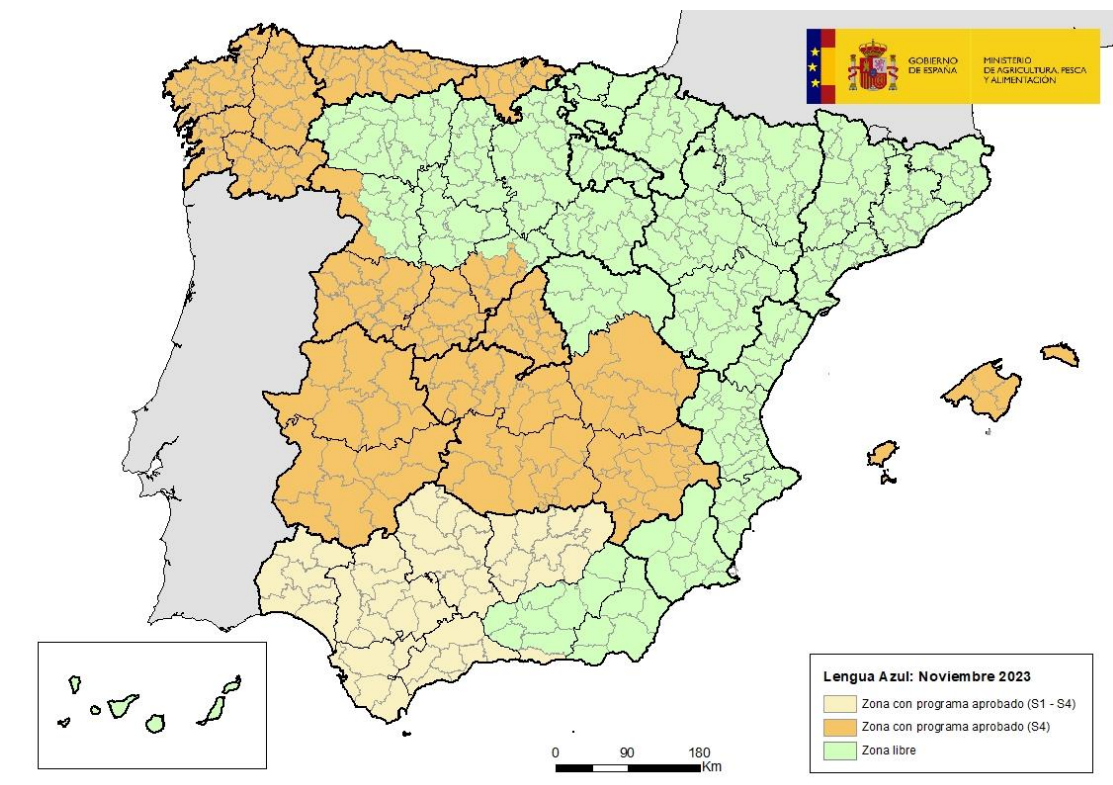 GOBIERNO
DE ESPAÑA
MINISTERIO
DE AGRICULTURA, PESCA
Y ALIMENTACIÓN
Lengua Azul: Noviembre 2023
Zona con programa aprobado (S1 - S4)
Zona con programa aprobado (S4)
Zona libre
0 90 180
Km